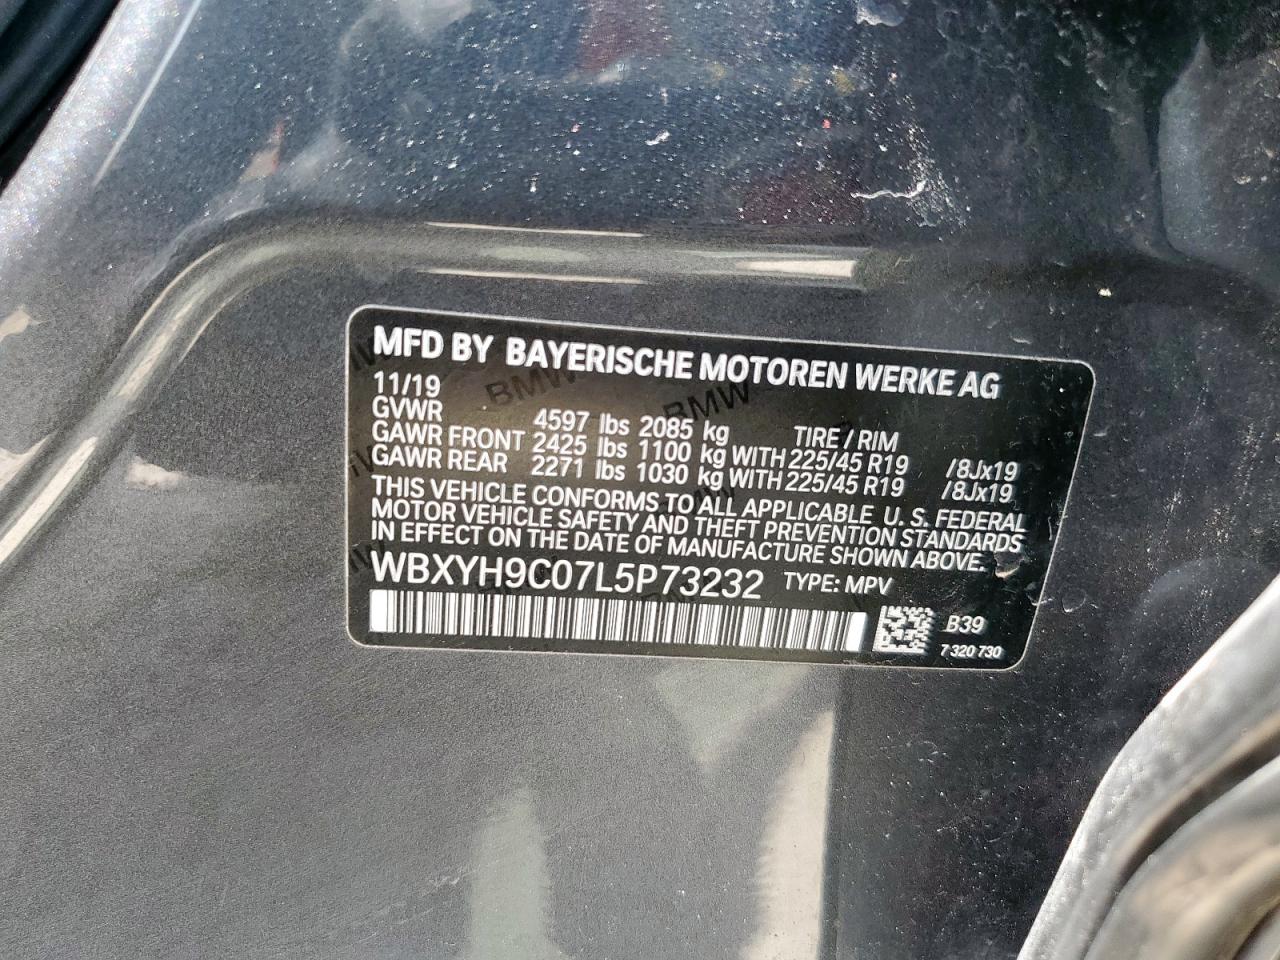 MFD BY BAYERISCHE MOTOREN WERKE AG
11/19
GVWR 4597 lbs 2085 kg TIRE / RIM
GAWR FRONT 2425 lbs 1100 kg WITH 225/45 R19 /8Jx19
GAWR REAR 2271 lbs 1030 kg WITH 225/45 R19 /8Jx19
THIS VEHICLE CONFORMS TO ALL APPLICABLE U. S. FEDERAL
MOTOR VEHICLE SAFETY AND THEFT PREVENTION STANDARDS
IN EFFECT ON THE DATE OF MANUFACTURE SHOWN ABOVE.
WBXYH9C07L5P73232 TYPE: MPV
B39
7 320 730
BMW
BMW